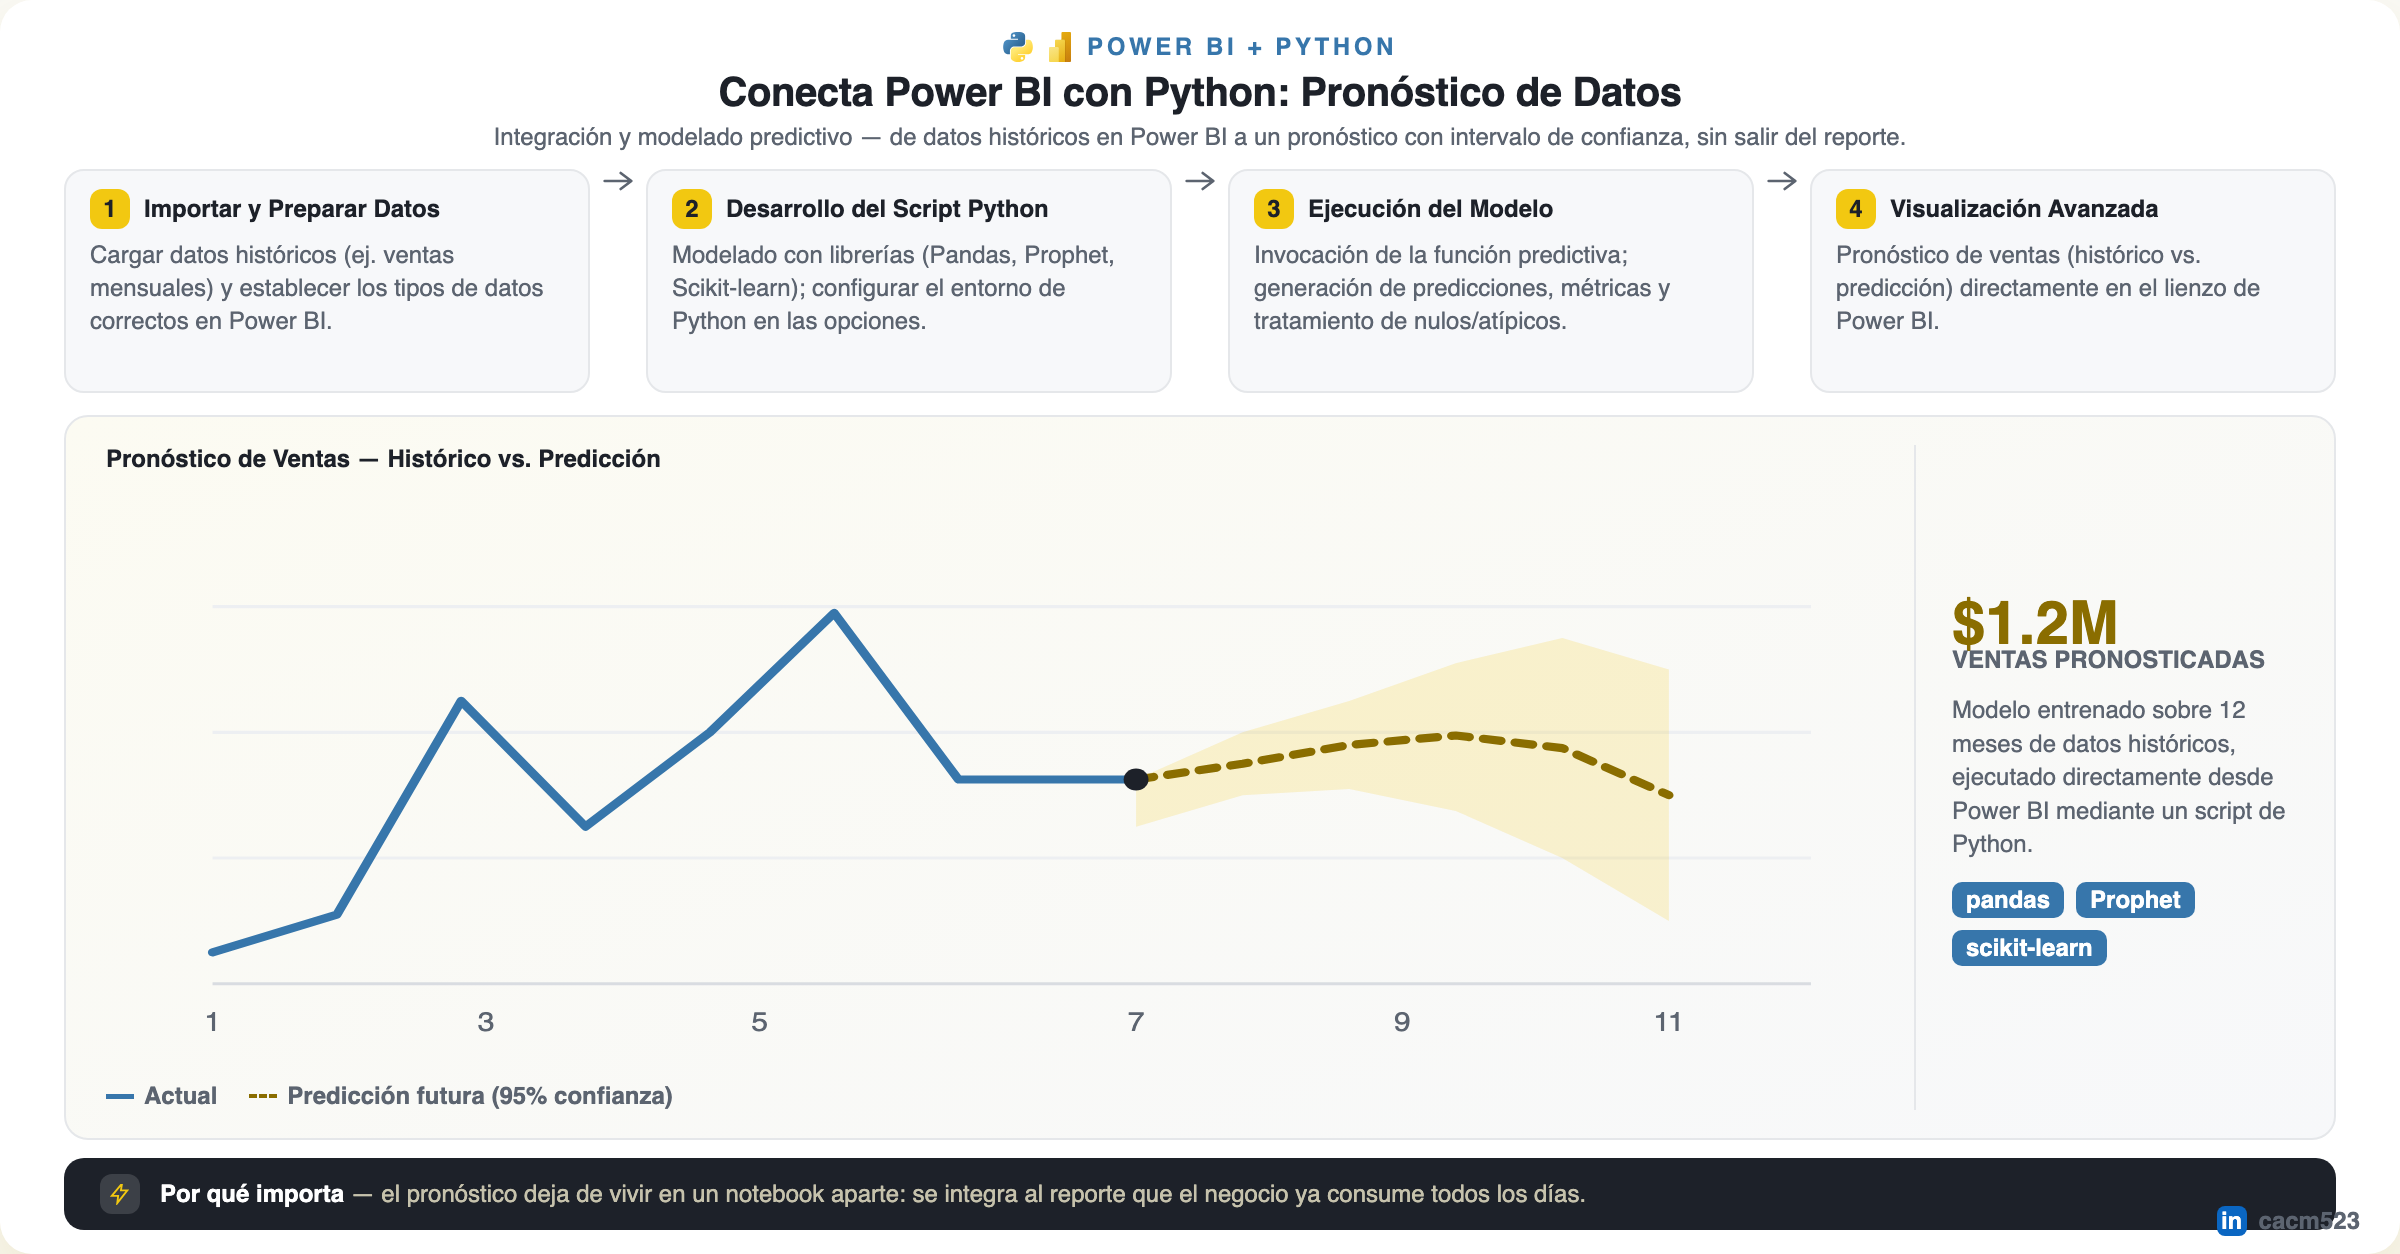 POWER BI + PYTHON
Conecta Power BI con Python: Pronóstico de Datos
Integración y modelado predictivo — de datos históricos en Power BI a un pronóstico con intervalo de confianza, sin salir del reporte.
1 Importar y Preparar Datos
Cargar datos históricos (ej. ventas
mensuales) y establecer los tipos de datos
correctos en Power BI.
2 Desarrollo del Script Python
Modelado con librerías (Pandas, Prophet,
Scikit-learn); configurar el entorno de
Python en las opciones.
3 Ejecución del Modelo
Invocación de la función predictiva;
generación de predicciones, métricas y
tratamiento de nulos/atípicos.
4 Visualización Avanzada
Pronóstico de ventas (histórico vs.
predicción) directamente en el lienzo de
Power BI.
Pronóstico de Ventas — Histórico vs. Predicción
1 3 5 7 9 11
Actual
Predicción futura (95% confianza)
$1.2M
VENTAS PRONOSTICADAS
Modelo entrenado sobre 12
meses de datos históricos,
ejecutado directamente desde
Power BI mediante un script de
Python.
pandas Prophet
scikit-learn
Por qué importa — el pronóstico deja de vivir en un notebook aparte: se integra al reporte que el negocio ya consume todos los días.
in cacm523